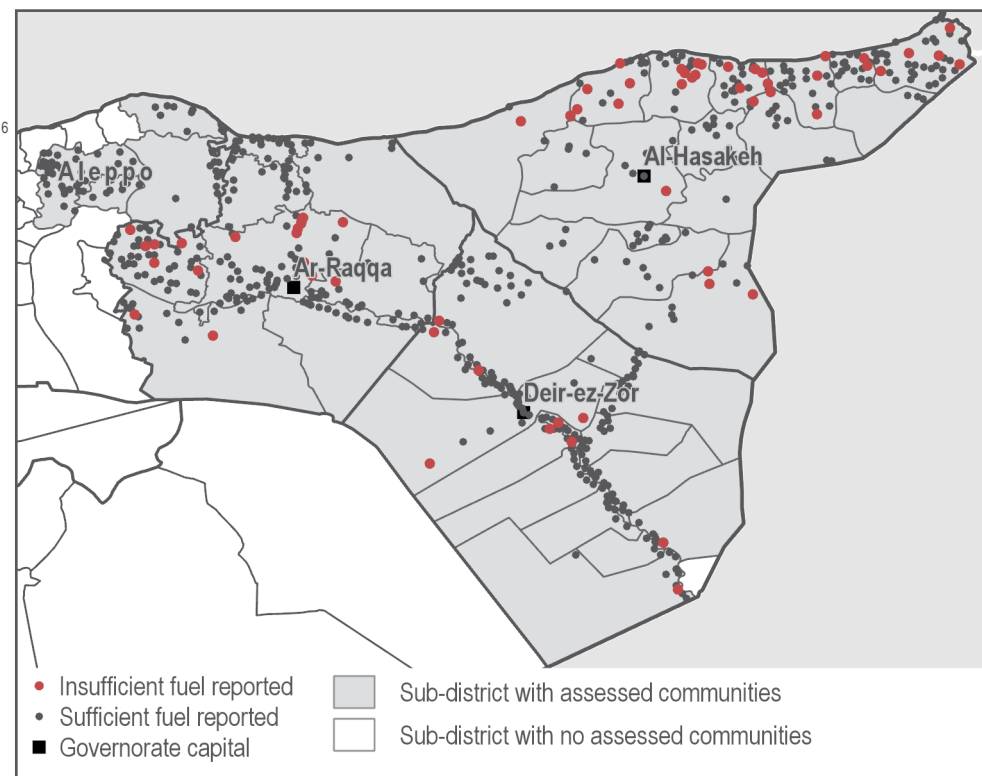 6
Al-Hasakeh
Aleppo
Ar-Raqqa
Deir-ez-Zor
Insufficient fuel reported
Sufficient fuel reported
Governorate capital
Sub-district with assessed communities
Sub-district with no assessed communities